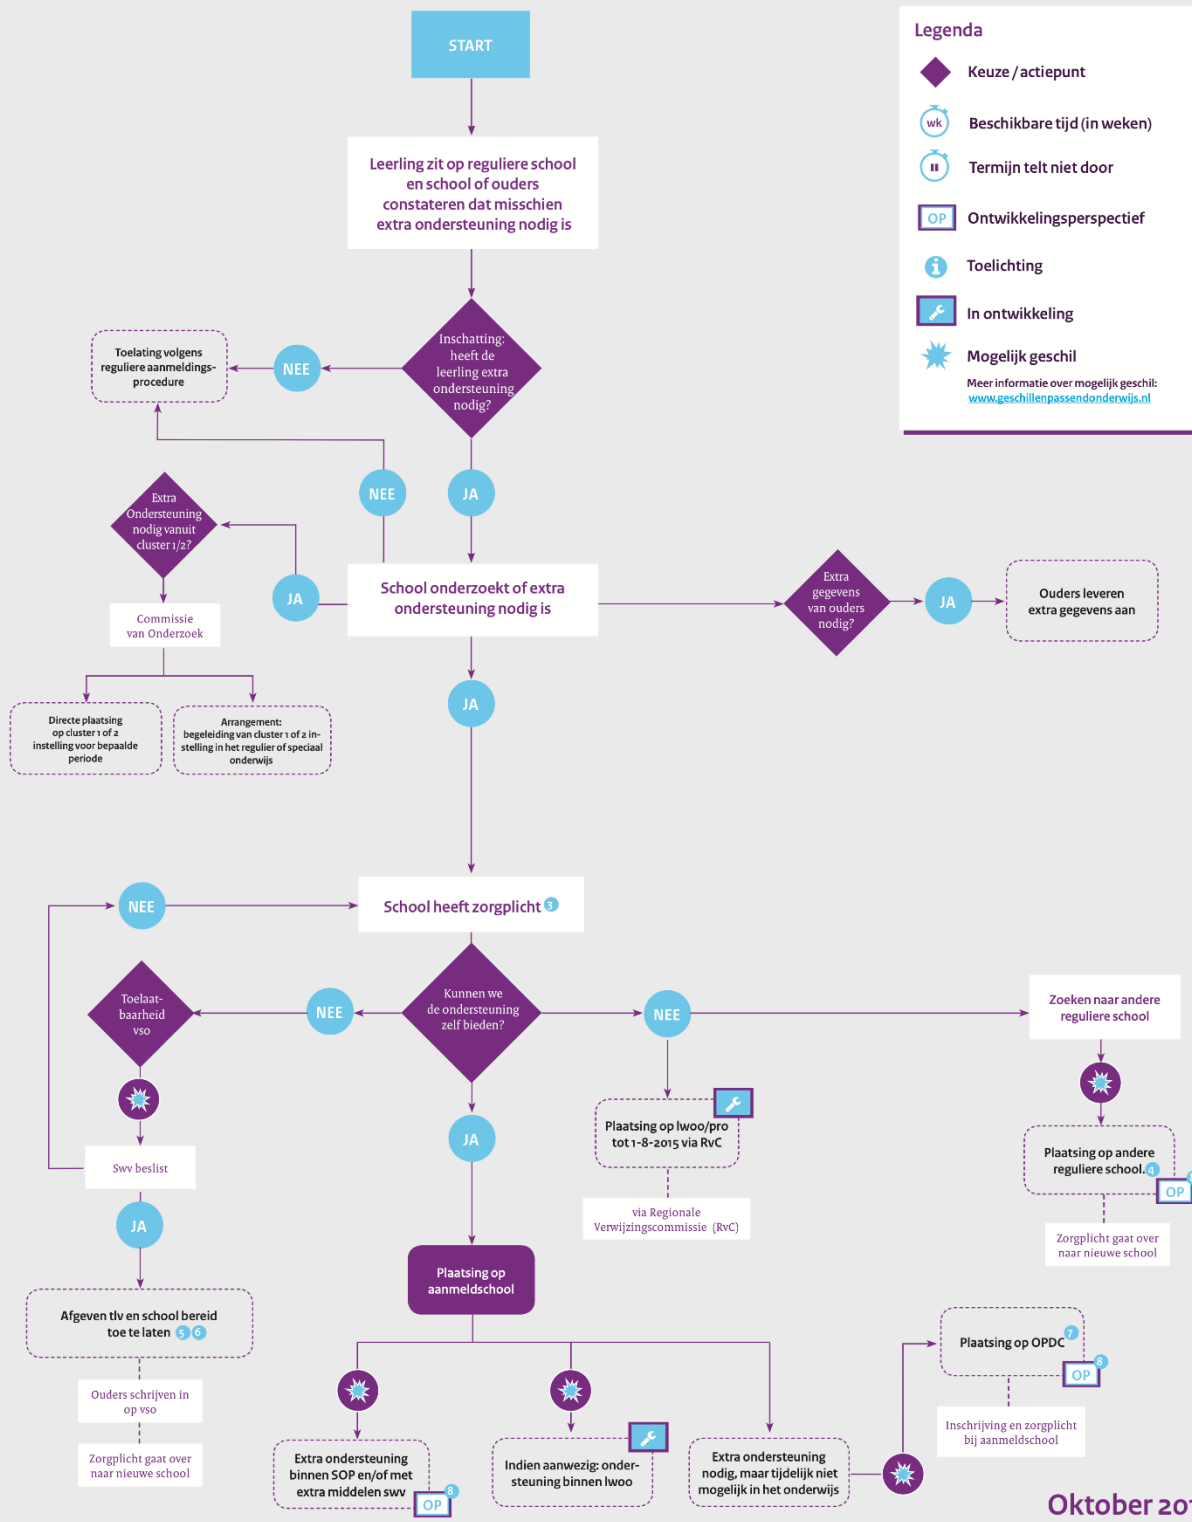 START
Legenda
Keuze / actiepunt
wk
Beschikbare tijd (in weken)
Termijn telt niet door
OP
Ontwikkelingsperspectief
Toelichting
In ontwikkeling
Mogelijk geschil
Meer informatie over mogelijk geschil:
www.geschillenpassendonderwijs.nl
Leerling zit op reguliere school
en school of ouders
constateren dat misschien
extra ondersteuning nodig is
Inschatting:
heeft de
leerling extra
ondersteuning
nodig?
NEE
Toelating volgens
reguliere aanmeldings-
procedure
NEE
JA
Extra
Ondersteuning
nodig vanuit
cluster 1/2?
JA
School onderzoekt of extra
ondersteuning nodig is
Extra
gegevens
van ouders
nodig?
JA
Ouders leveren
extra gegevens aan
Commissie
van Onderzoek
Directe plaatsing
op cluster 1 of 2
instelling voor bepaalde
periode
Arrangement:
begeleiding van cluster 1 of 2 in-
stelling in het regulier of speciaal
onderwijs
JA
NEE
School heeft zorgplicht 3
Toelaat-
baarheid
vso
NEE
Kunnen we
de ondersteuning
zelf bieden?
NEE
Zoeken naar andere
reguliere school
Swv beslist
JA
JA
Plaatsing op lwoo/pro
tot 1-8-2015 via RvC
via Regionale
Verwijzingscommissie (RvC)
Plaatsing op andere
reguliere school. 4
OP
Zorgplicht gaat over
naar nieuwe school
Afgeven tlv en school bereid
toe te laten 5 6
Ouders schrijven in
op vso
Zorgplicht gaat over
naar nieuwe school
Plaatsing op
aanmeldschool
Extra ondersteuning
binnen SOP en/of met
extra middelen swv
OP 8
Indien aanwezig: onder-
steuning binnen lwoo
Extra ondersteuning
nodig, maar tijdelijk niet
mogelijk in het onderwijs
Plaatsing op OPDC 7
OP 8
Inschrijving en zorgplicht
bij aanmeldschool
Oktober